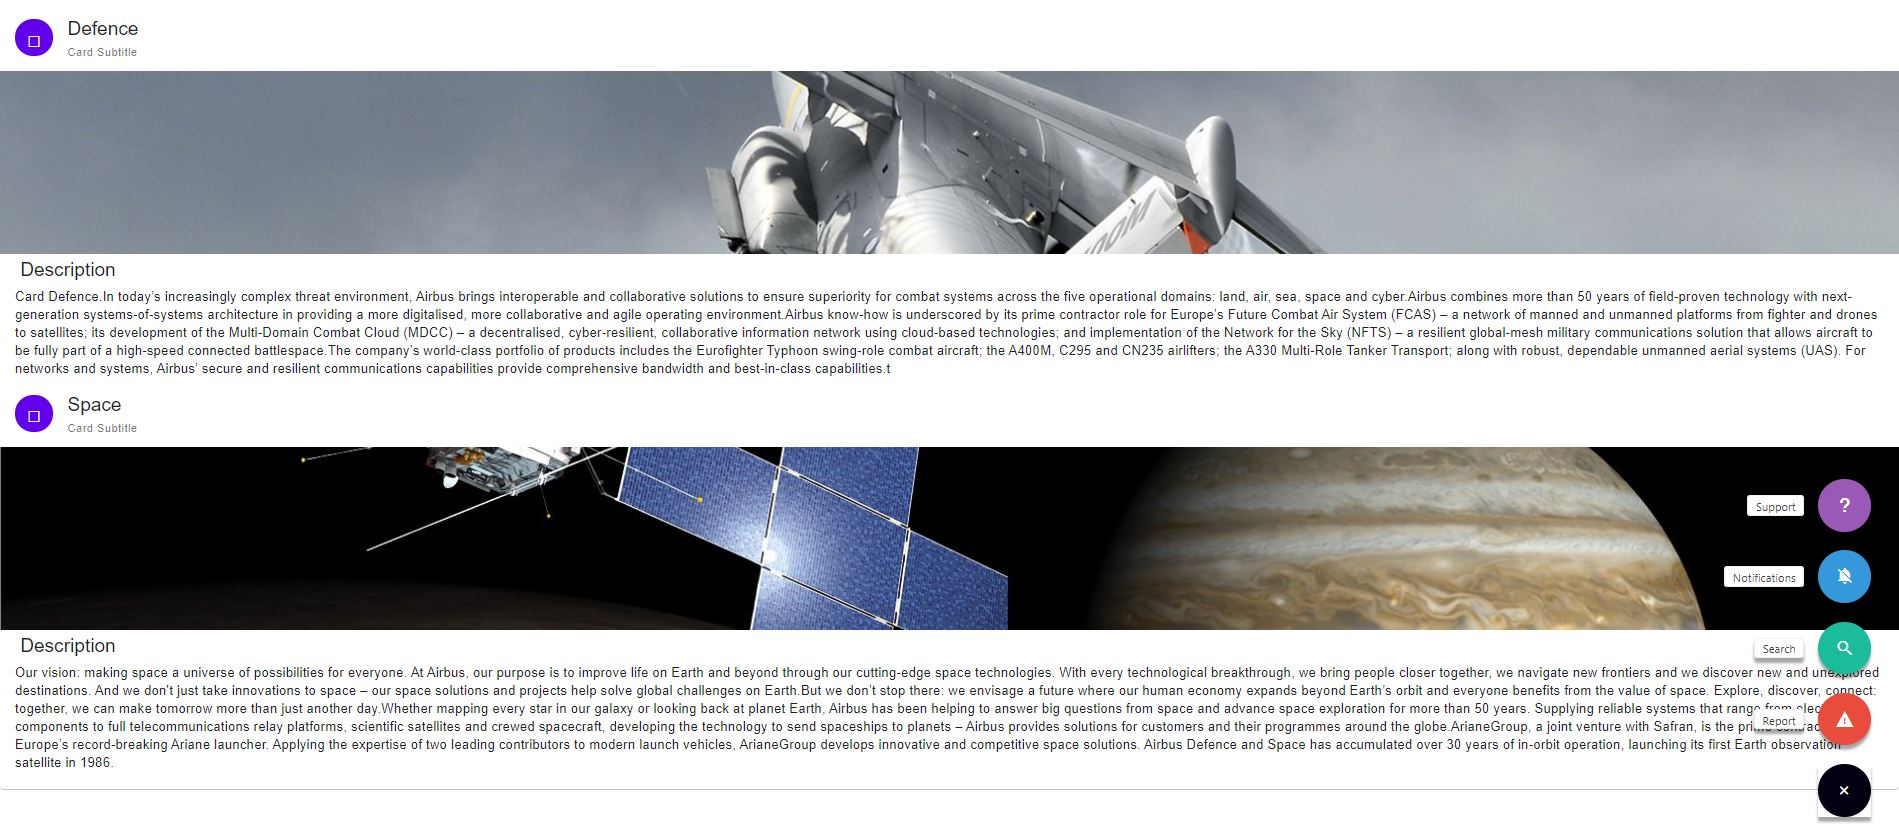 Defence
Card Subtitle
Description
Card Defence.In today's increasingly complex threat environment, Airbus brings interoperable and collaborative solutions to ensure superiority for combat systems across the five operational domains: land, air, sea, space and cyber.Airbus combines more than 50 years of field-proven technology with next-
generation systems-of-systems architecture in providing a more digitalised, more collaborative and agile operating environment.Airbus know-how is underscored by its prime contractor role for Europe's Future Combat Air System (FCAS) – a network of manned and unmanned platforms from fighter and drones
to satellites; its development of the Multi-Domain Combat Cloud (MDCC) – a decentralised, cyber-resilient, collaborative information network using cloud-based technologies; and implementation of the Network for the Sky (NFTS) – a resilient global-mesh military communications solution that allows aircraft to
be fully part of a high-speed connected battlespace.The company's world-class portfolio of products includes the Eurofighter Typhoon swing-role combat aircraft; the A400M, C295 and CN235 airlifters; the A330 Multi-Role Tanker Transport; along with robust, dependable unmanned aerial systems (UAS). For
networks and systems, Airbus' secure and resilient communications capabilities provide comprehensive bandwidth and best-in-class capabilities.t
Space
Card Subtitle
Support
?
Notifications
Description
Search
Our vision: making space a universe of possibilities for everyone. At Airbus, our purpose is to improve life on Earth and beyond through our cutting-edge space technologies. With every technological breakthrough, we bring people closer together, we navigate new frontiers and we discover new and unexplored
destinations. And we don't just take innovations to space – our space solutions and projects help solve global challenges on Earth.But we don't stop there: we envisage a future where our human economy expands beyond Earth's orbit and everyone benefits from the value of space. Explore, discover, connect:
together, we can make tomorrow more than just another day.Whether mapping every star in our galaxy or looking back at planet Earth, Airbus has been helping to answer big questions from space and advance space exploration for more than 50 years. Supplying reliable systems that range from
Report
components to full telecommunications relay platforms, scientific satellites and crewed spacecraft, developing the technology to send spaceships to planets – Airbus provides solutions for customers and their programmes around the globe.ArianeGroup, a joint venture with Safran, is the
Europe's record-breaking Ariane launcher. Applying the expertise of two leading contributors to modern launch vehicles, ArianeGroup develops innovative and competitive space solutions. Airbus Defence and Space has accumulated over 30 years of in-orbit operation, launching its first Earth observation
satellite in 1986.